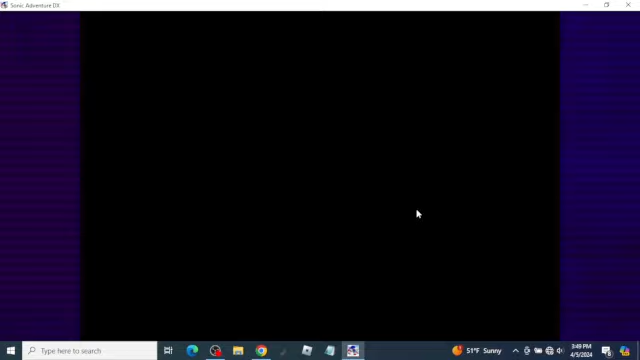 Sonic Adventure DX
Type here to search
51°F Sunny
3:49 PM
4/5/2024